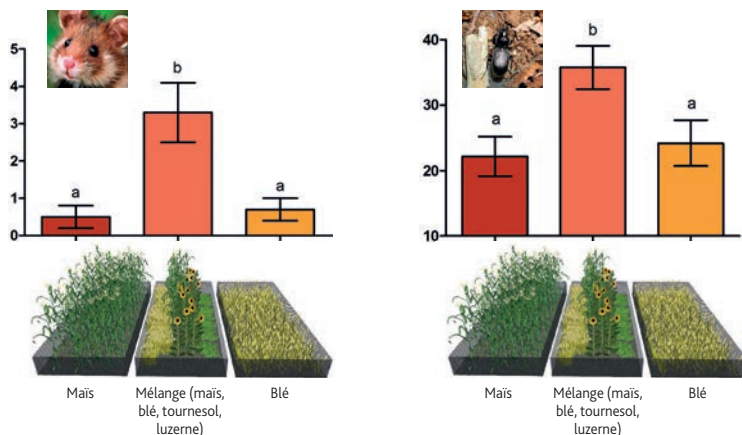 5
4
3
2
1
0
a
b
a
Maïs
Mélange (maïs,
blé, tournesol,
luzerne)
Blé
40
30
20
10
a
b
a
Maïs
Mélange (maïs,
blé, tournesol,
luzerne)
Blé